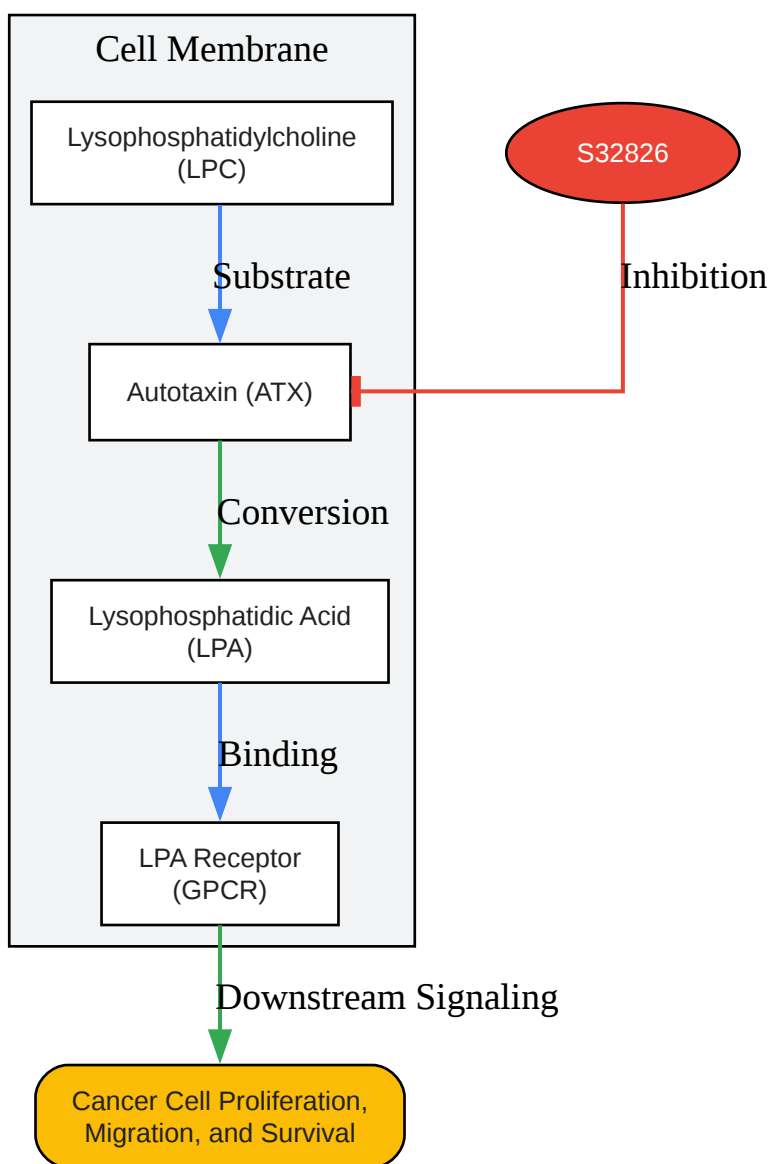 Cell Membrane
Lysophosphatidylcholine
(LPC)
S32826
Substrate
Inhibition
Autotaxin (ATX)
Conversion
Lysophosphatidic Acid
(LPA)
Binding
LPA Receptor
(GPCR)
Downstream Signaling
Cancer Cell Proliferation,
Migration, and Survival